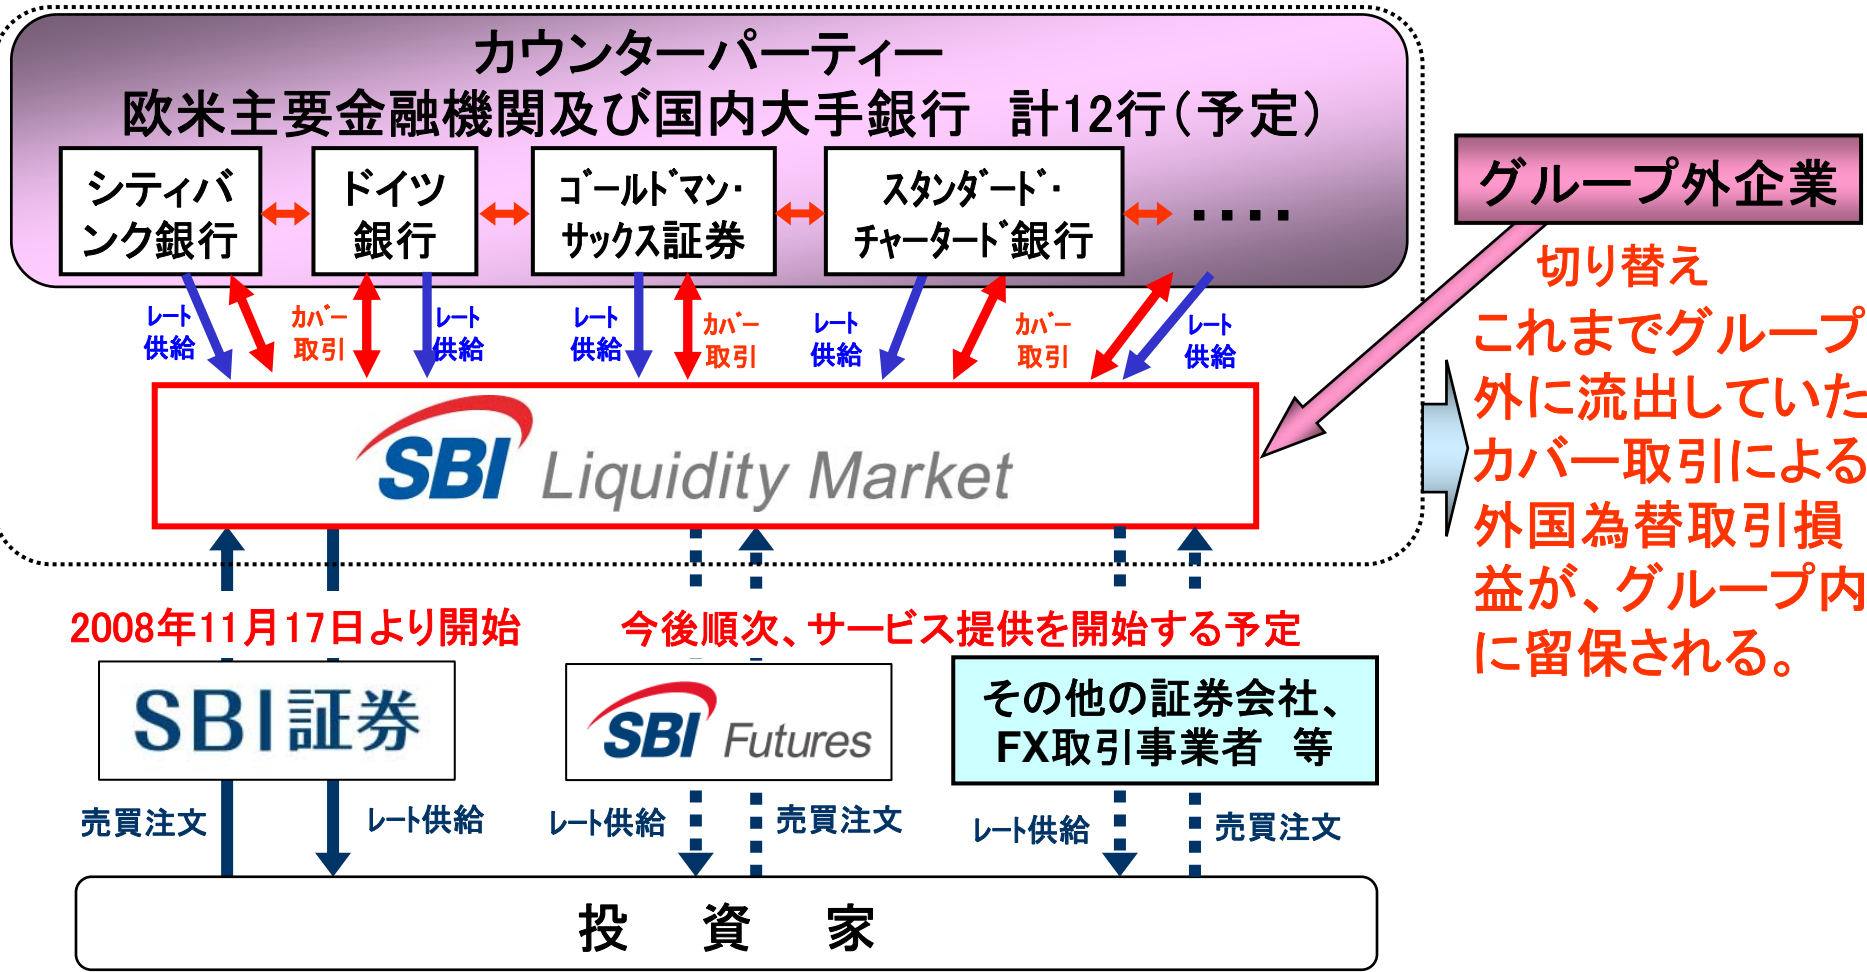 カウンターパーティー
欧米主要金融機関及び国内大手銀行　計12行(予定)
シティバ
ンク銀行
ドイツ
銀行
ｺﾞｰﾙﾄﾞﾏﾝ･
ｻｯｸｽ証券
ｽﾀﾝﾀﾞｰﾄﾞ･
ﾁｬｰﾀｰﾄﾞ銀行
････
グループ外企業
切り替え
ﾚｰﾄ
供給
ｶﾊﾞｰ
取引
ﾚｰﾄ
供給
ﾚｰﾄ
供給
ｶﾊﾞｰ
取引
ﾚｰﾄ
供給
ｶﾊﾞｰ
取引
ﾚｰﾄ
供給
SBI Liquidity Market
これまでグループ
外に流出していた
カバー取引による
外国為替取引損
益が、グループ内
に留保される。
2008年11月17日より開始
今後順次、サービス提供を開始する予定
SBI証券
SBI Futures
その他の証券会社、
FX取引事業者　等
売買注文
ﾚｰﾄ供給
ﾚｰﾄ供給
売買注文
ﾚｰﾄ供給
売買注文
投　資　家